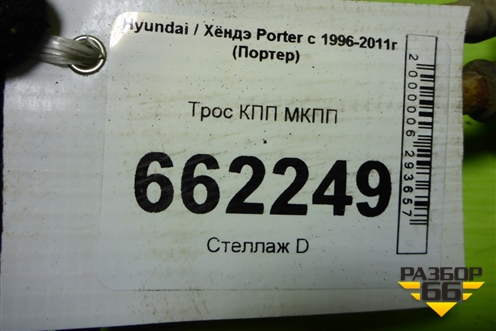 Hyundai / Хёндэ Porter с 1996-2011г
(Портер)
Трос КПП МКПП
662249
Стеллаж D
2000006293657
РАЗБОР
66